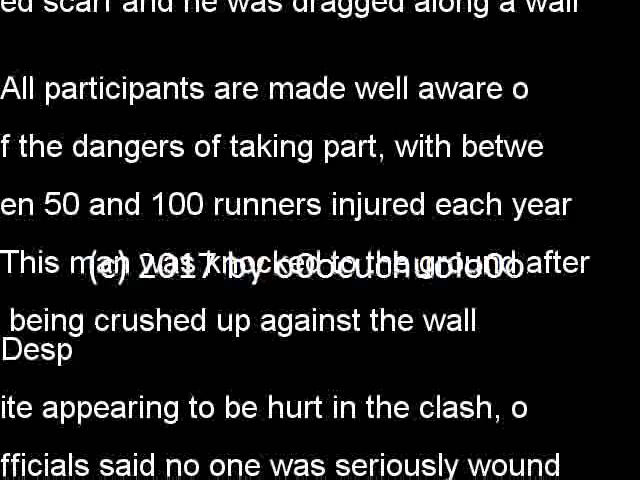 ed scarf and he was dragged along a wall
All participants are made well aware o
f the dangers of taking part, with betwe
en 50 and 100 runners injured each year
This man was knocked to the ground after
(c) 2017 by
being crushed up against the wall
Desp
ite appearing to be hurt in the clash, o
fficials said no one was seriously wound